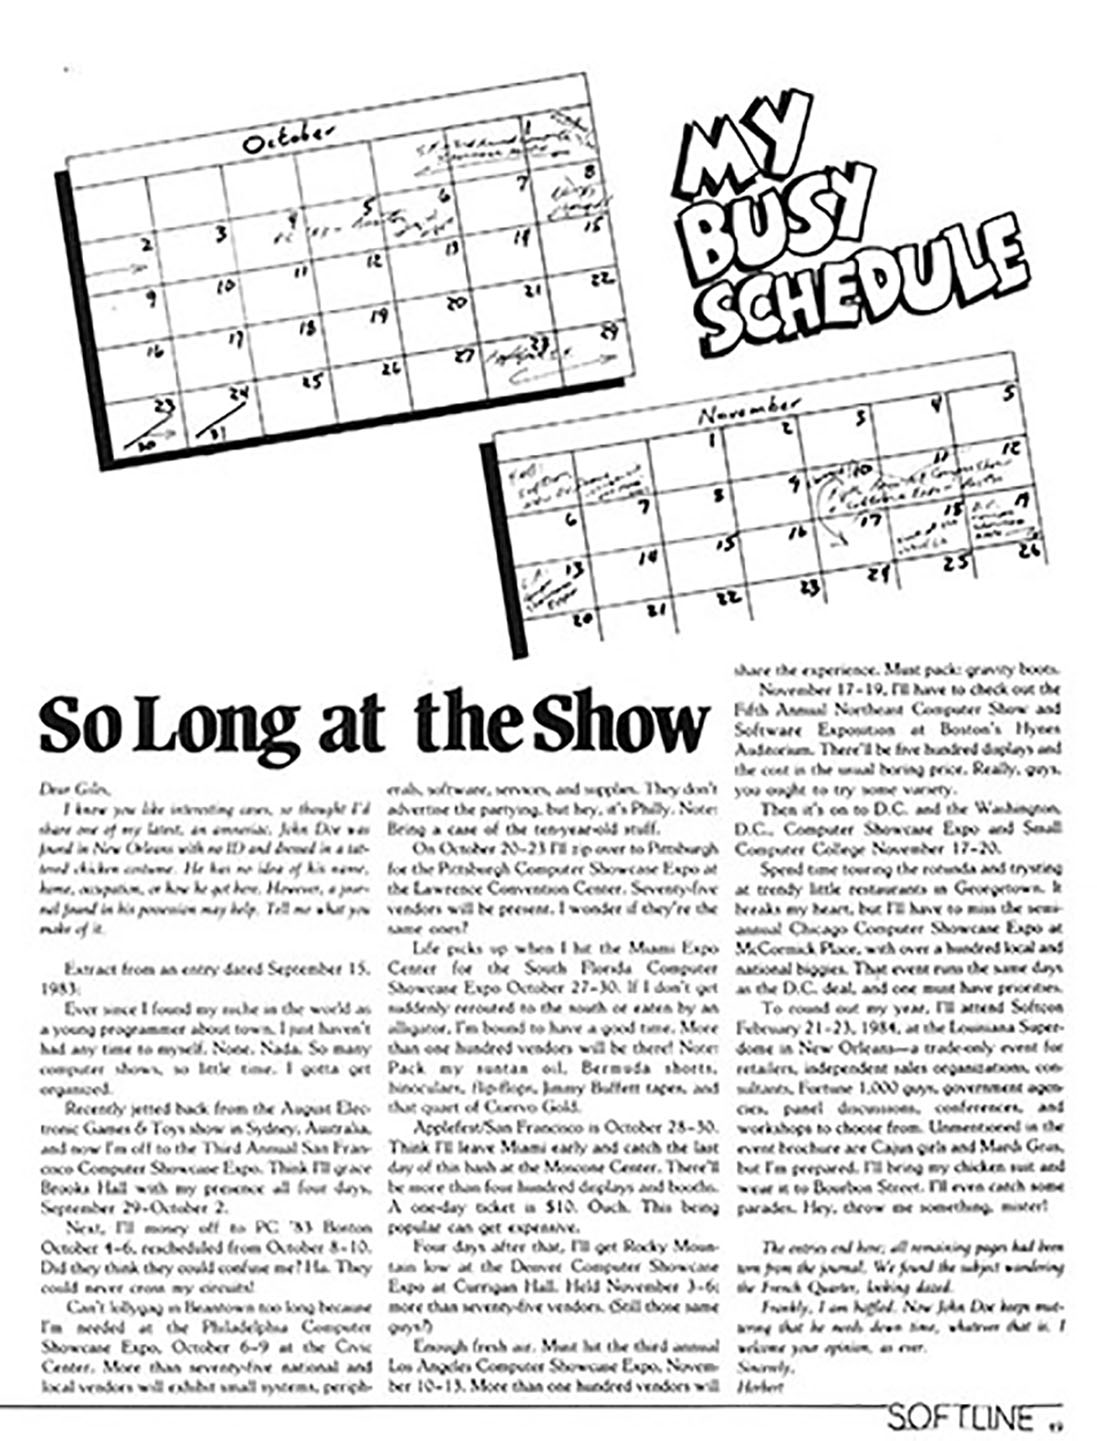 MY
BUSY
SCHEDULE
October
1
2 3 4 5 6 7 8
9 10 11 12 13 14 15
16 17 18 19 20 21 22
23 24 25 26 27 28 29
30 31
November
1 2 3 4 5
6 7 8 9 10 11 12
13 14 15 16 17 18 19
20 21 22 23 24 25 26
So Long at the Show
Dear Giles,
I know you like interesting cases, so thought I'd
share one of my latest, an amnesiac. John Doe was
found in New Orleans with no ID and dressed in a tat-
tered chicken costume. He has no idea of his name,
home, occupation, or how he got here. However, a jour-
nal found in his possession may help. Tell me what you
make of it.
Extract from an entry dated September 15,
1983:
Ever since I found my niche in the world as
a young programmer about town, I just haven't
had any time to myself. None. Nada. So many
computer shows, so little time. I gotta get
organized.
Recently jetted back from the August Elec-
tronic Games & Toys show in Sydney, Australia,
and now I'm off to the Third Annual San Fran-
cisco Computer Showcase Expo. Think I'll grace
Brooks Hall with my presence all four days,
September 29-October 2.
Next, I'll mosey off to PC '83 Boston
October 4-6, rescheduled from October 8-10.
Did they think they could confuse me? Ha. They
could never cross my circuits!
Can't lollygag in Beantown too long because
I'm needed at the Philadelphia Computer
Showcase Expo, October 6-9 at the Civic
Center. More than seventy-five national and
local vendors will exhibit small systems, periph-
erals, software, services, and supplies. They don't
advertise the partying, but hey, it's Philly. Note:
Bring a case of the ten-year-old stuff.
On October 20-23 I'll zip over to Pittsburgh
for the Pittsburgh Computer Showcase Expo at
the Lawrence Convention Center. Seventy-five
vendors will be present. I wonder if they're the
same ones?
Life picks up when I hit the Miami Expo
Center for the South Florida Computer
Showcase Expo October 27-30. If I don't get
suddenly rerouted to the south or eaten by an
alligator, I'm bound to have a good time. More
than one hundred vendors will be there! Note:
Pack my suntan oil, Bermuda shorts,
binoculars, flip-flops, Jimmy Buffett tapes, and
that quart of Cuervo Gold.
Applefest/San Francisco is October 28-30.
Think I'll leave Miami early and catch the last
day of this bash at the Moscone Center. There'll
be more than four hundred displays and booths.
A one-day ticket is $10. Ouch. This being
popular can get expensive.
Four days after that, I'll get Rocky Moun-
tain low at the Denver Computer Showcase
Expo at Currigan Hall. Held November 3-6;
more than seventy-five vendors. (Still those same
guys?)
Enough fresh air. Must hit the third annual
Los Angeles Computer Showcase Expo, Novem-
ber 10-13. More than one hundred vendors will
share the experience. Must pack: gravity boots.
November 17-19, I'll have to check out the
Fifth Annual Northeast Computer Show and
Software Exposition at Boston's Hynes
Auditorium. There'll be five hundred displays and
the cost is the usual boring price. Really, guys,
you ought to try some variety.
Then it's on to D.C. and the Washington,
D.C., Computer Showcase Expo and Small
Computer College November 17-20.
Spend time touring the rotunda and trysting
at trendy little restaurants in Georgetown. It
breaks my heart, but I'll have to miss the semi-
annual Chicago Computer Showcase Expo at
McCormick Place, with over a hundred local and
national biggies. That event runs the same days
as the D.C. deal, and one must have priorities.
To round out my year, I'll attend Softcon
February 21-23, 1984, at the Louisiana Super-
dome in New Orleans—a trade-only event for
retailers, independent sales organizations, con-
sultants, Fortune 1,000 guys, government agen-
cies, panel discussions, conferences, and
workshops to choose from. Unmentioned in the
event brochure are Cajun girls and Mardi Gras,
but I'm prepared. I'll bring my chicken suit and
wear it to Bourbon Street. I'll even catch some
parades. Hey, throw me something, mister!
The entries end here; all remaining pages had been
torn from the journal. We found the subject wandering
the French Quarter, looking dazed.
Frankly, I am baffled. Now John Doe keeps mut-
tering that he needs down time, whatever that is. I
welcome your opinion, as ever.
Sincerely,
Herbert
SOFTLINE 19